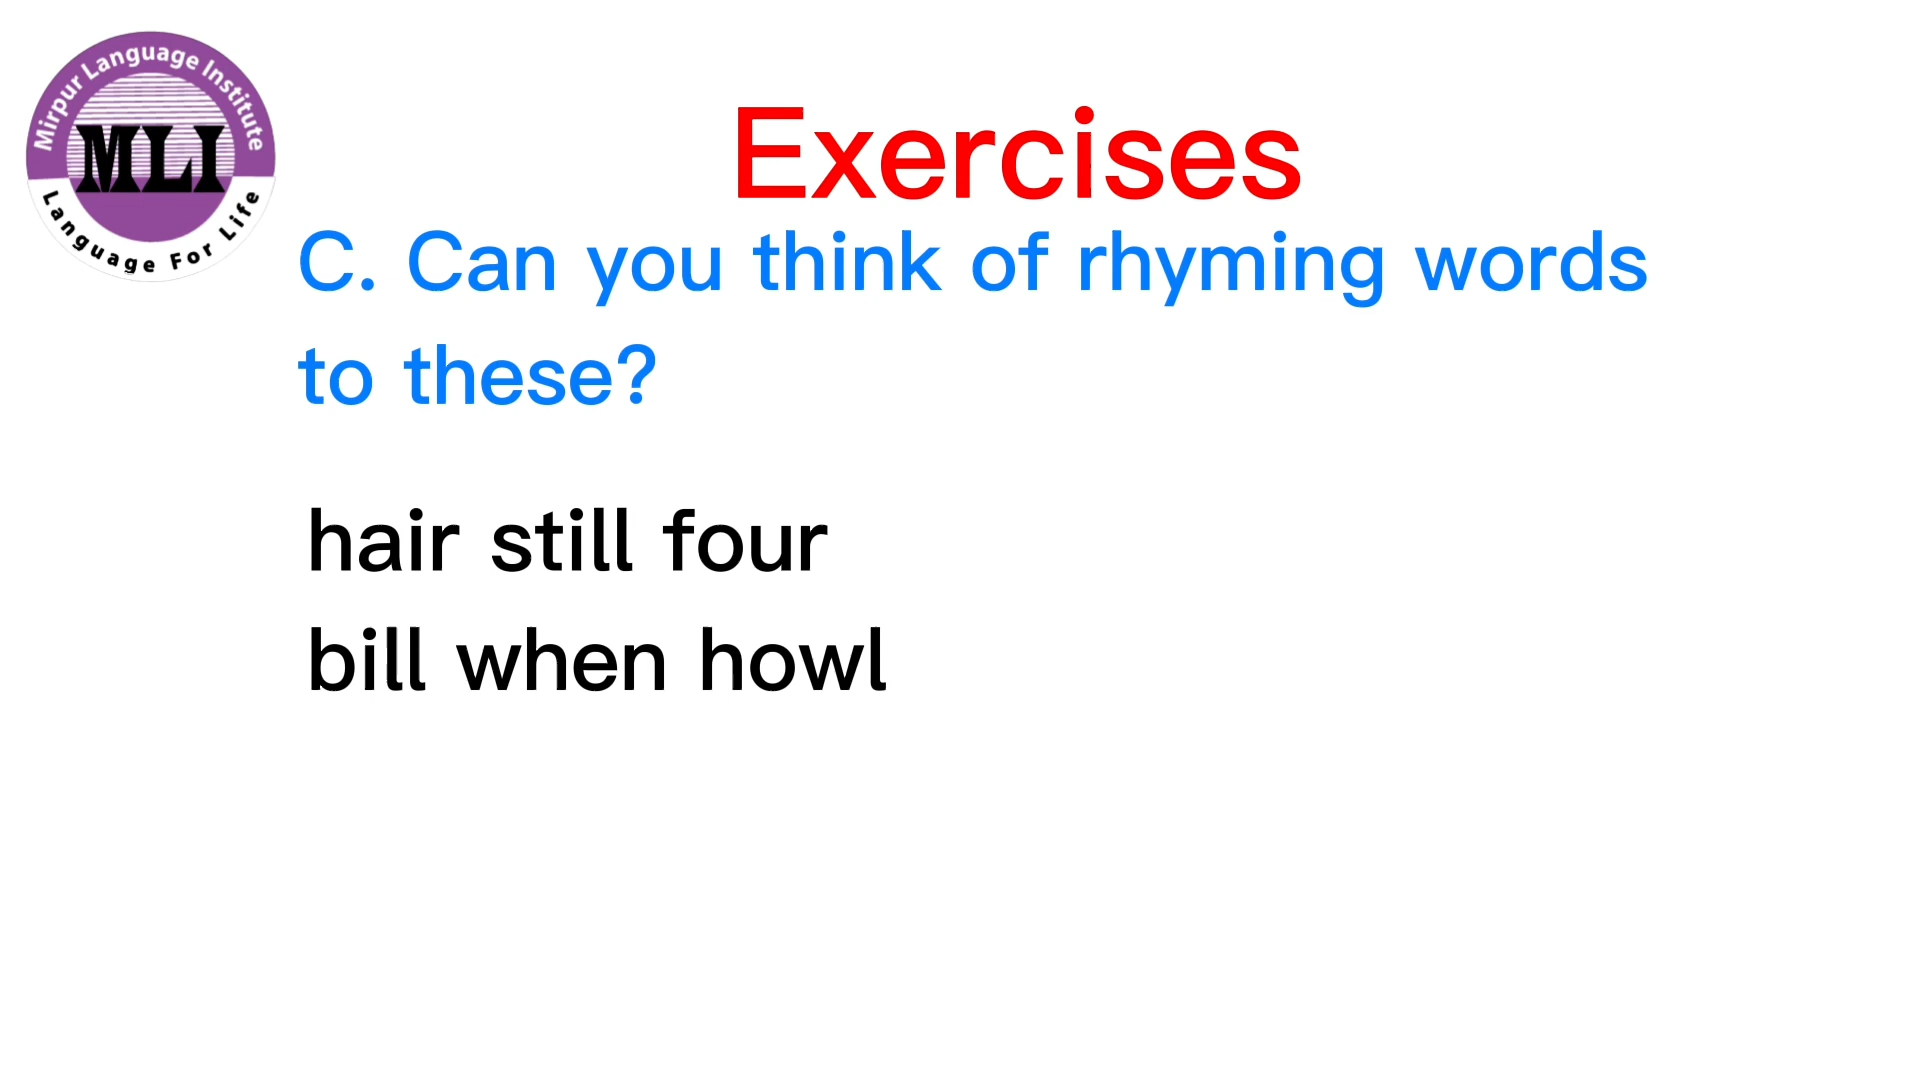 Mirpur Language Institute
MLI
Language For Life
Exercises
C. Can you think of rhyming words
to these?
hair still four
bill when howl